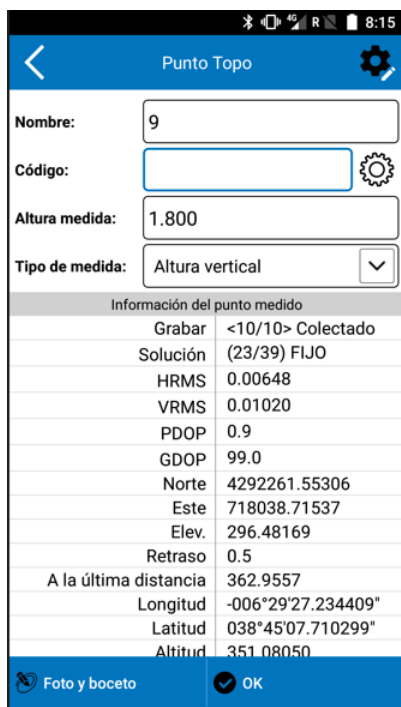 4G R 8:15
Punto Topo
Nombre: 9
Código:
Altura medida: 1.800
Tipo de medida: Altura vertical
Información del punto medido
Grabar <10/10> Colectado
Solución (23/39) FIJO
HRMS 0.00648
VRMS 0.01020
PDOP 0.9
GDOP 99.0
Norte 4292261.55306
Este 718038.71537
Elev. 296.48169
Retraso 0.5
A la última distancia 362.9557
Longitud -006°29'27.234409"
Latitud 038°45'07.710299"
Altitud 351.08050
Foto y boceto OK